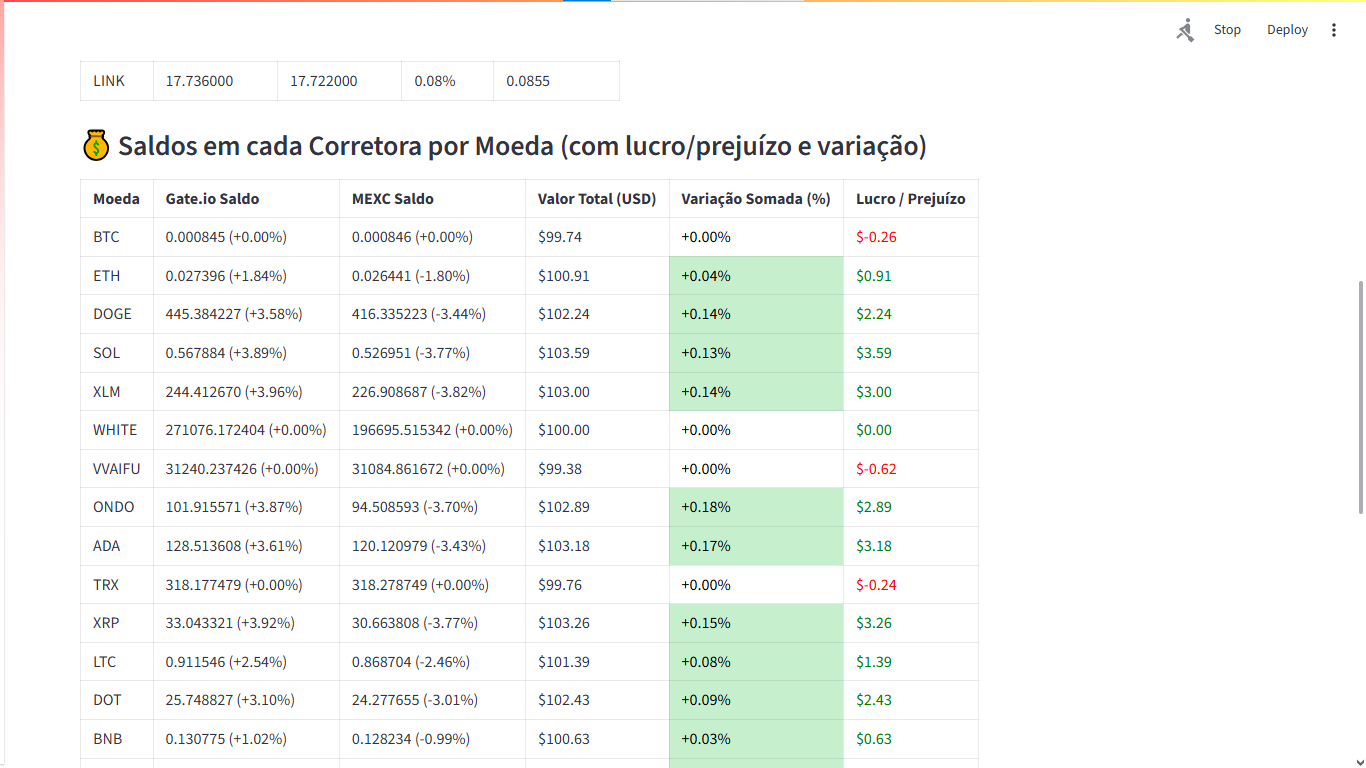 Stop Deploy
LINK 17.736000 17.722000 0.08% 0.0855
Saldos em cada Corretora por Moeda (com lucro/prejuízo e variação)
Moeda Gate.io Saldo MEXC Saldo Valor Total (USD) Variação Somada (%) Lucro / Prejuízo
BTC 0.000845 (+0.00%) 0.000846 (+0.00%) $99.74 +0.00% $-0.26
ETH 0.027396 (+1.84%) 0.026441 (-1.80%) $100.91 +0.04% $0.91
DOGE 445.384227 (+3.58%) 416.335223 (-3.44%) $102.24 +0.14% $2.24
SOL 0.567884 (+3.89%) 0.526951 (-3.77%) $103.59 +0.13% $3.59
XLM 244.412670 (+3.96%) 226.908687 (-3.82%) $103.00 +0.14% $3.00
WHITE 271076.172404 (+0.00%) 196695.515342 (+0.00%) $100.00 +0.00% $0.00
VVAIFU 31240.237426 (+0.00%) 31084.861672 (+0.00%) $99.38 +0.00% $-0.62
ONDO 101.915571 (+3.87%) 94.508593 (-3.70%) $102.89 +0.18% $2.89
ADA 128.513608 (+3.61%) 120.120979 (-3.43%) $103.18 +0.17% $3.18
TRX 318.177479 (+0.00%) 318.278749 (+0.00%) $99.76 +0.00% $-0.24
XRP 33.043321 (+3.92%) 30.663808 (-3.77%) $103.26 +0.15% $3.26
LTC 0.911546 (+2.54%) 0.868704 (-2.46%) $101.39 +0.08% $1.39
DOT 25.748827 (+3.10%) 24.277655 (-3.01%) $102.43 +0.09% $2.43
BNB 0.130775 (+1.02%) 0.128234 (-0.99%) $100.63 +0.03% $0.63